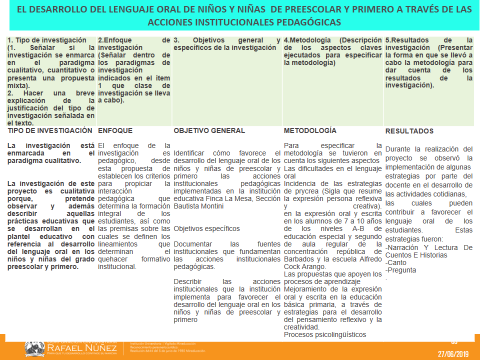 EL DESARROLLO DEL LENGUAJE ORAL DE NIÑOS Y NIÑAS DE PREESCOLAR Y PRIMERO A TRAVÉS DE LAS
ACCIONES INSTITUCIONALES PEDAGÓGICAS
1. Tipo de investigación
(1. Señalar si la
investigación se enmarca
en el paradigma
cualitativo, cuantitativo o
presenta una propuesta
mixta).
2. Hacer una breve
explicación de la
justificación del tipo de
investigación señalada en
el texto.
2.Enfoque de
investigación
(Señalar dentro
de los paradigmas
de investigación
indicados en el ítem
1 que clase de
investigación se lleva
a cabo).
3. Objetivos general y
específicos de la investigación
4.Metodología (Descripción
de los aspectos claves
ejecutados para especificar
la metodología)
5.Resultados de la
investigación (Presentar
la forma en que se llevó a
cabo la metodología para
dar cuenta de los
resultados de la
investigación).
TIPO DE INVESTIGACIÓN
La investigación está
enmarcada en el
paradigma cualitativo.
La investigación de este
proyecto es cualitativa
porque, pretende
observar y además
describir aquellas
prácticas educativas que
se desarrollan en el
plantel educativo con
referencia al desarrollo
del lenguaje oral en los
niños y niñas del grado
preescolar y primero.
ENFOQUE
El enfoque de la
investigación es
pedagógico, desde
esta propuesta de
establecen los criterios
para propiciar la
interacción
pedagógica que
determina la formación
integral de los
estudiantes, así como
las premisas sobre las
cuales se definen los
lineamientos que
determinan el
quehacer formativo
institucional.
OBJETIVO GENERAL
Identificar cómo favorece el
desarrollo del lenguaje oral de los
niños y niñas de preescolar y
primero las acciones
institucionales pedagógicas
implementadas en la institución
educativa Finca La Mesa, Sección
Bautista Montini
Objetivos específicos
Documentar las fuentes
institucionales que fundamentan
las acciones institucionales
pedagógicas.
Describir las acciones
institucionales que la institución
implementa para favorecer el
desarrollo del lenguaje oral en los
niños y niñas de preescolar y
primero
METODOLOGÍA
Para especificar la
metodología se tuvieron en
cuenta los siguientes aspectos
Las dificultades en el lenguaje
oral.
Incidencia de las estrategias
de prycrea (Sigla que resume
la expresión persona reflexiva
y creativa).
en la expresión oral y escrita
en los alumnos de 7 a 10 años
de los niveles A-B de
educación especial y segundo
de aula regular de la
concentración república de
Barbados y la escuela Alfredo
Cock Arango.
Las propuestas que apoyen los
procesos de aprendizaje
Mejoramiento de la expresión
oral y escrita en la educación
básica primaria, a través de
estrategias para el desarrollo
del pensamiento reflexivo y la
creatividad.
Procesos psicolingüísticos
RESULTADOS
Durante la realización del
proyecto se observó la
implementación de algunas
estrategias por parte del
docente en el desarrollo de
las actividades cotidianas,
las cuales pueden
contribuir a favorecer el
lenguaje oral de los
estudiantes. Estas
estrategias fueron:
-Narración Y Lectura De
Cuentos E Historias
-Canto
-Pregunta
RAFAEL NÚÑEZ
27/06/2019